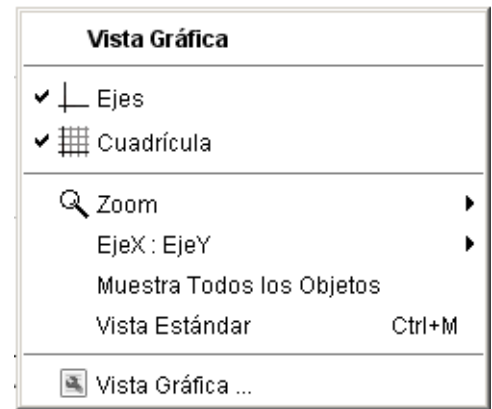 Vista Gráfica
Ejes
Cuadrícula
Zoom
EjeX : EjeY
Muestra Todos los Objetos
Vista Estándar Ctrl+M
Vista Gráfica ...